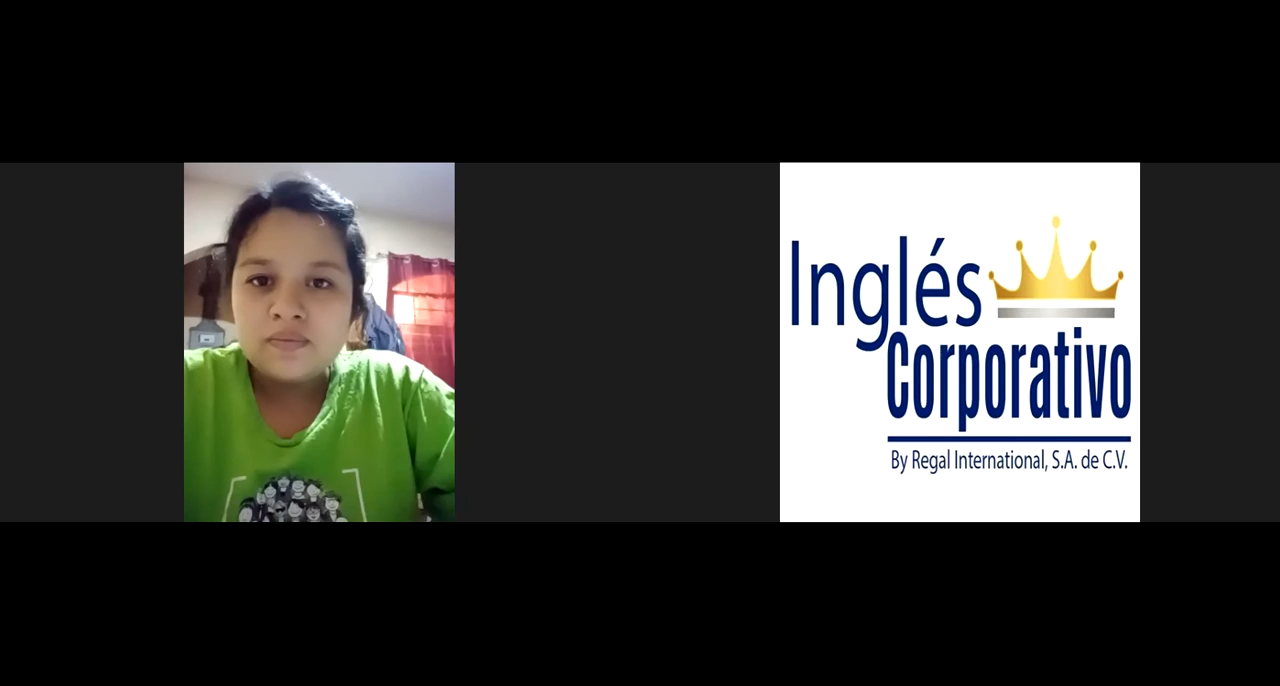 Inglés
Corporativo
By Regal International, S.A. de C.V.